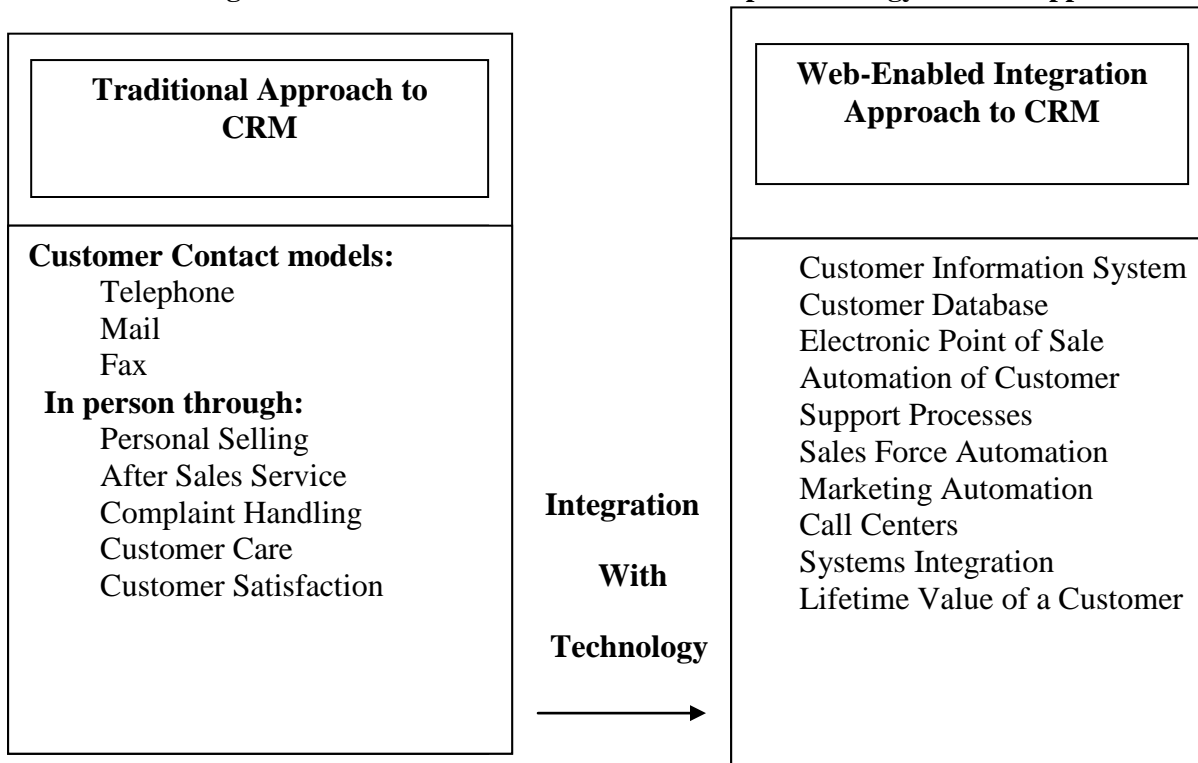 Traditional Approach to
CRM
Customer Contact models:
Telephone
Mail
Fax
In person through:
Personal Selling
After Sales Service
Complaint Handling
Customer Care
Customer Satisfaction
Integration
With
Technology
Web-Enabled Integration
Approach to CRM
Customer Information System
Customer Database
Electronic Point of Sale
Automation of Customer
Support Processes
Sales Force Automation
Marketing Automation
Call Centers
Systems Integration
Lifetime Value of a Customer